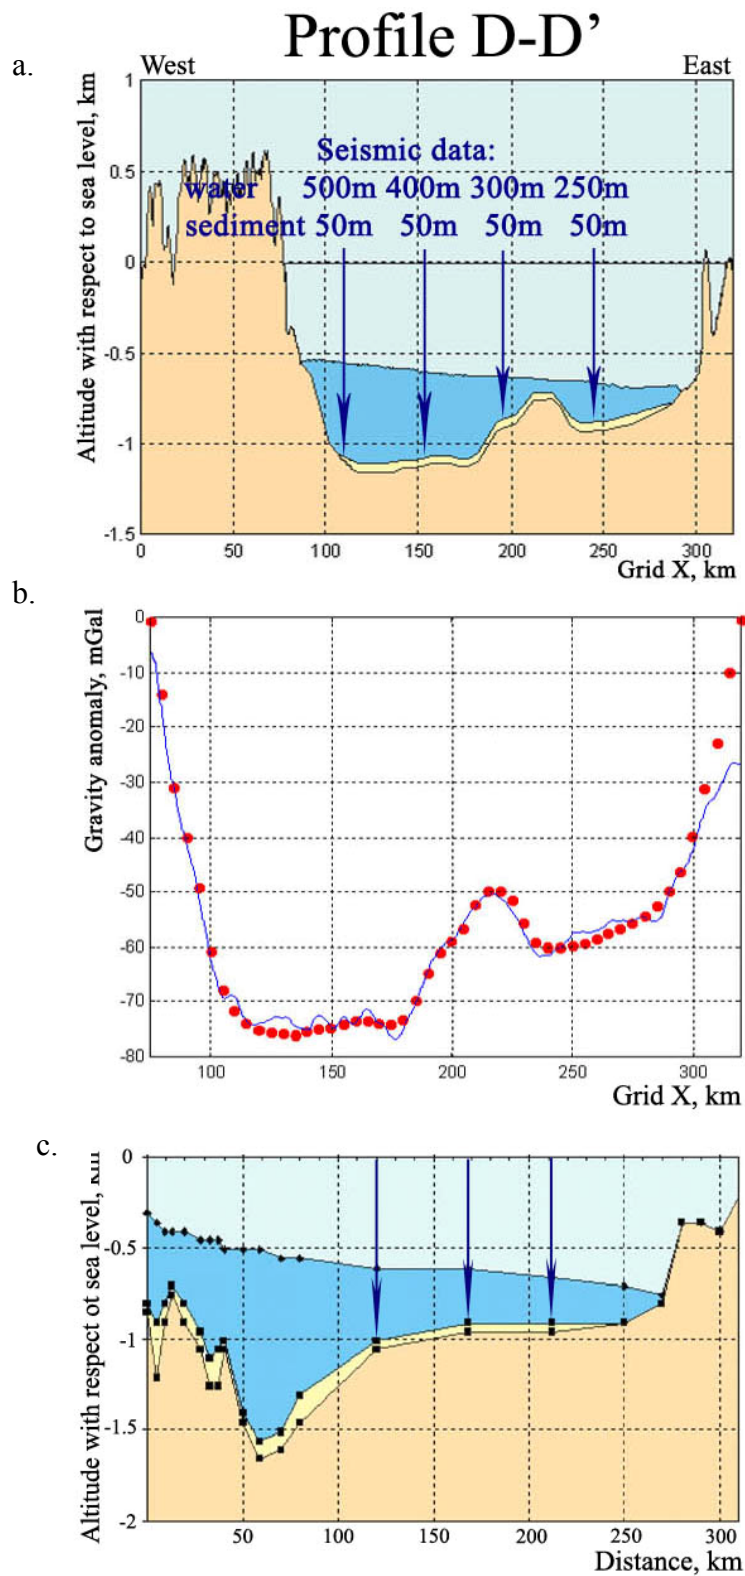 Profile D-D’
a.
West East
Altitude with respect to sea level, km
1
0.5
0
-0.5
-1
-1.5
Seismic data:
water 500m 400m 300m 250m
sediment 50m 50m 50m 50m
0 50 100 150 200 250 300
Grid X, km
b.
Gravity anomaly, mGal
0
-10
-20
-30
-40
-50
-60
-70
-80
100 150 200 250 300
Grid X, km
c.
Altitude with respect ot sea level, km
0
-0.5
-1
-1.5
-2
50 100 150 200 250 300
Distance, km